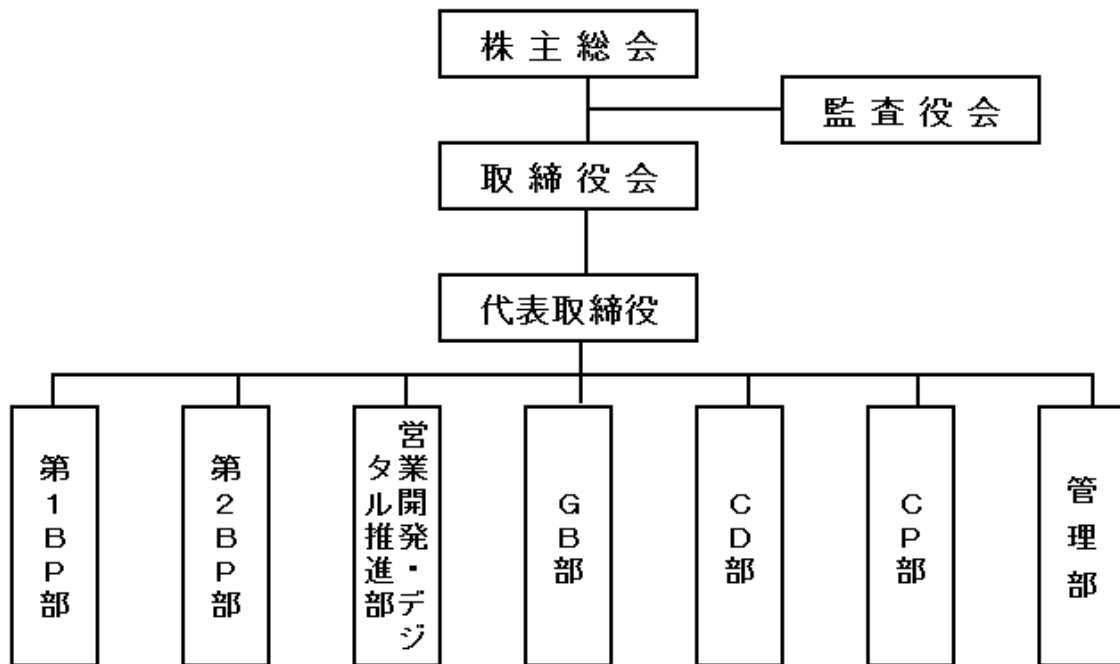 株主総会
監査役会
取締役会
代表取締役
第1BP部
第2BP部
営業開発・デジ
タル推進部
GB部
CD部
CP部
管理部